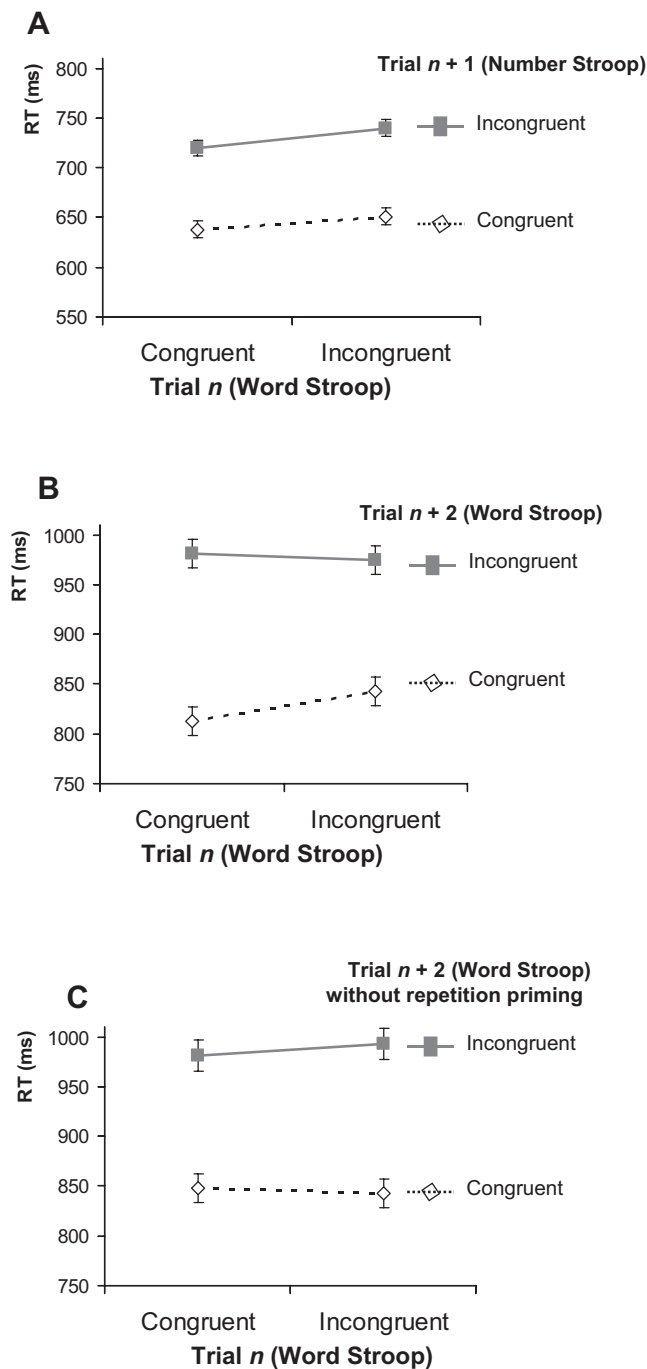 A
Trial n + 1 (Number Stroop)
RT (ms)
800
750
700
650
600
550
Incongruent
Congruent
Congruent Incongruent
Trial n (Word Stroop)
B
Trial n + 2 (Word Stroop)
RT (ms)
1000
950
900
850
800
750
Incongruent
Congruent
Congruent Incongruent
Trial n (Word Stroop)
C
Trial n + 2 (Word Stroop)
without repetition priming
RT (ms)
1000
950
900
850
800
750
Incongruent
Congruent
Congruent Incongruent
Trial n (Word Stroop)